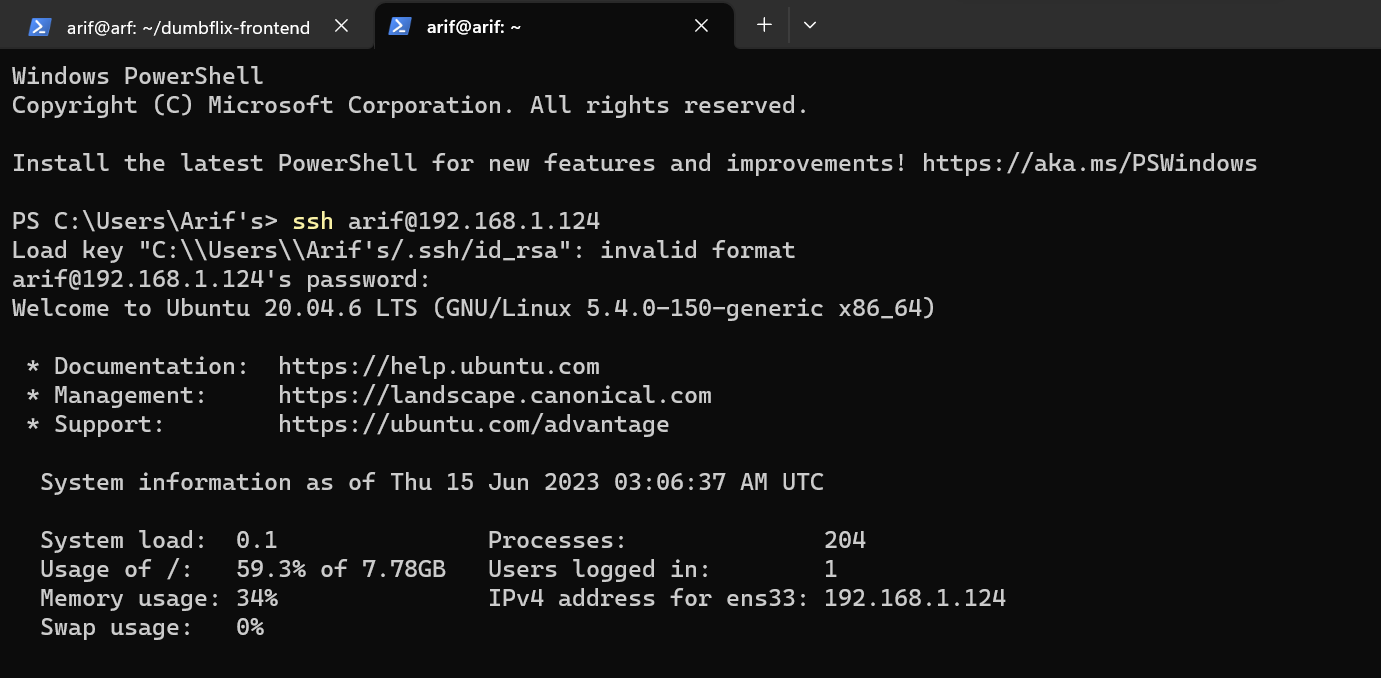 arif@arf: ~/dumbflix-frontend
arif@arif: ~
Windows PowerShell
Copyright (C) Microsoft Corporation. All rights reserved.
Install the latest PowerShell for new features and improvements! https://aka.ms/PSWindows
PS C:\Users\Arif's> ssh arif@192.168.1.124
Load key "C:\\Users\\Arif's/.ssh/id_rsa": invalid format
arif@192.168.1.124's password:
Welcome to Ubuntu 20.04.6 LTS (GNU/Linux 5.4.0-150-generic x86_64)
* Documentation: https://help.ubuntu.com
* Management: https://landscape.canonical.com
* Support: https://ubuntu.com/advantage
System information as of Thu 15 Jun 2023 03:06:37 AM UTC
System load: 0.1 Processes: 204
Usage of /: 59.3% of 7.78GB Users logged in: 1
Memory usage: 34% IPv4 address for ens33: 192.168.1.124
Swap usage: 0%